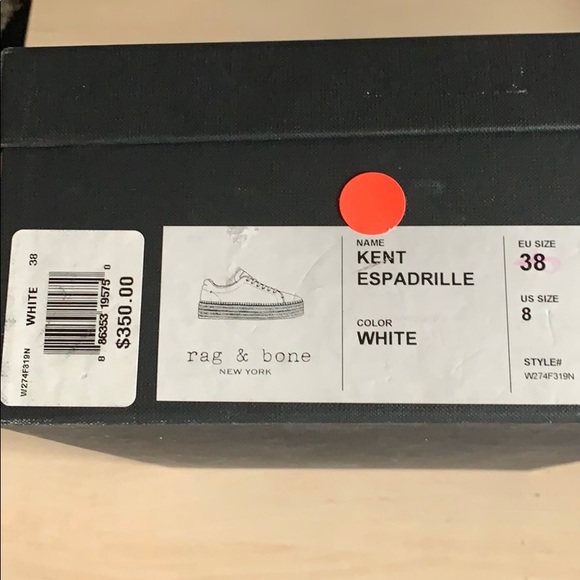 WHITE 38
8 86353 19575 0
$350.00
W274F319N
rag & bone
NEW YORK
NAME
KENT
ESPADRILLE
COLOR
WHITE
EU SIZE
38
US SIZE
8
STYLE#
W274F319N